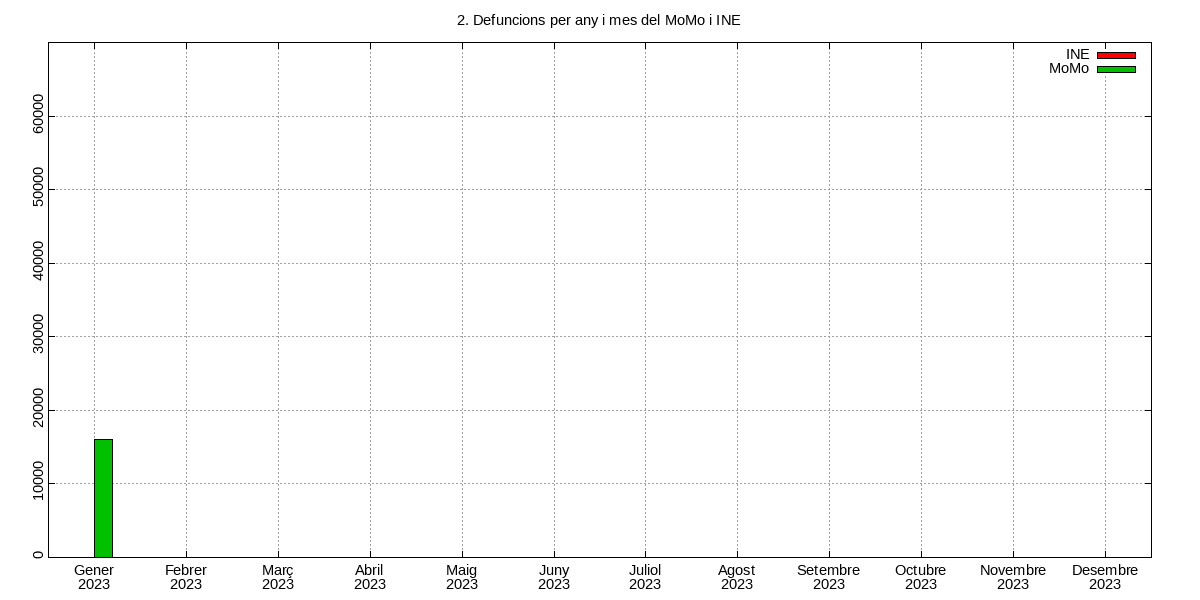 2. Defuncions per any i mes del MoMo i INE
INE
MoMo
60000
50000
40000
30000
20000
10000
0
Gener Febrer Març Abril Maig Juny Juliol Agost Setembre Octubre Novembre Desembre
2023 2023 2023 2023 2023 2023 2023 2023 2023 2023 2023 2023